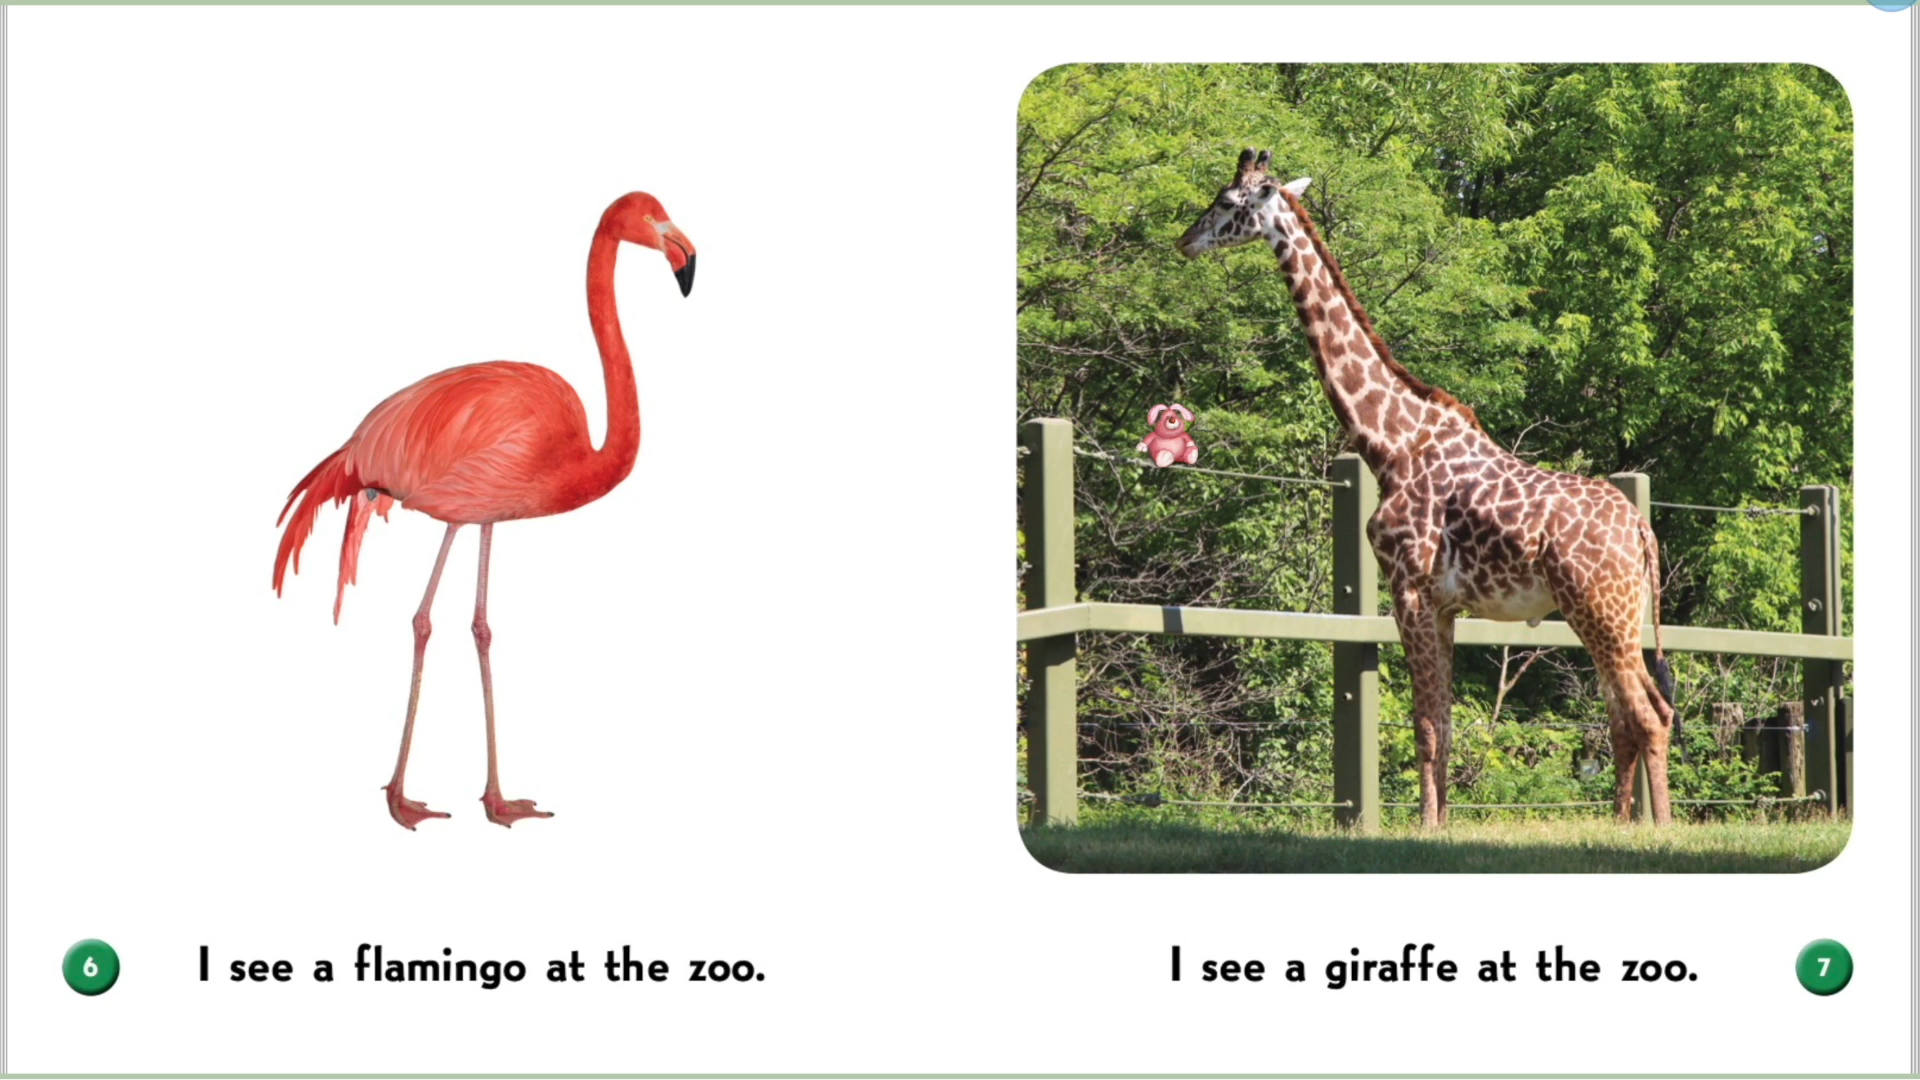 6
I see a flamingo at the zoo.
I see a giraffe at the zoo.
7